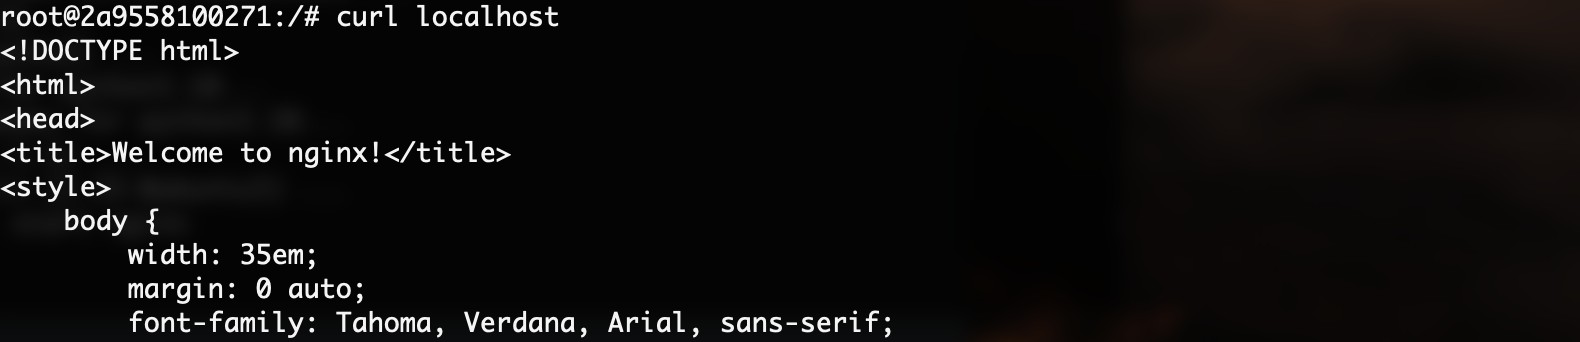 root@2a9558100271:/# curl localhost
<!DOCTYPE html>
<html>
<head>
<title>Welcome to nginx!</title>
<style>
    body {
        width: 35em;
        margin: 0 auto;
        font-family: Tahoma, Verdana, Arial, sans-serif;